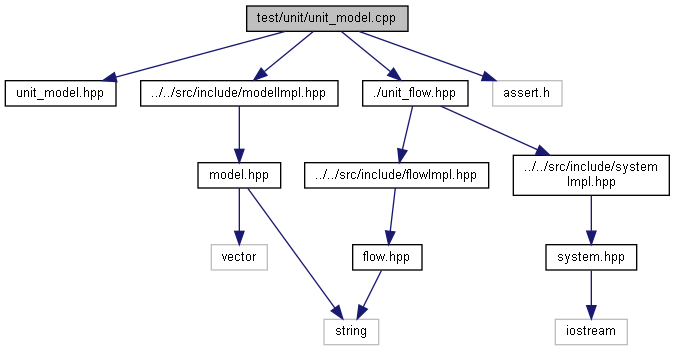 test/unit/unit_model.cpp
unit_model.hpp
../../src/include/modelImpl.hpp
./unit_flow.hpp
assert.h
model.hpp
../../src/include/flowImpl.hpp
../../src/include/system
Impl.hpp
vector
flow.hpp
system.hpp
string
iostream